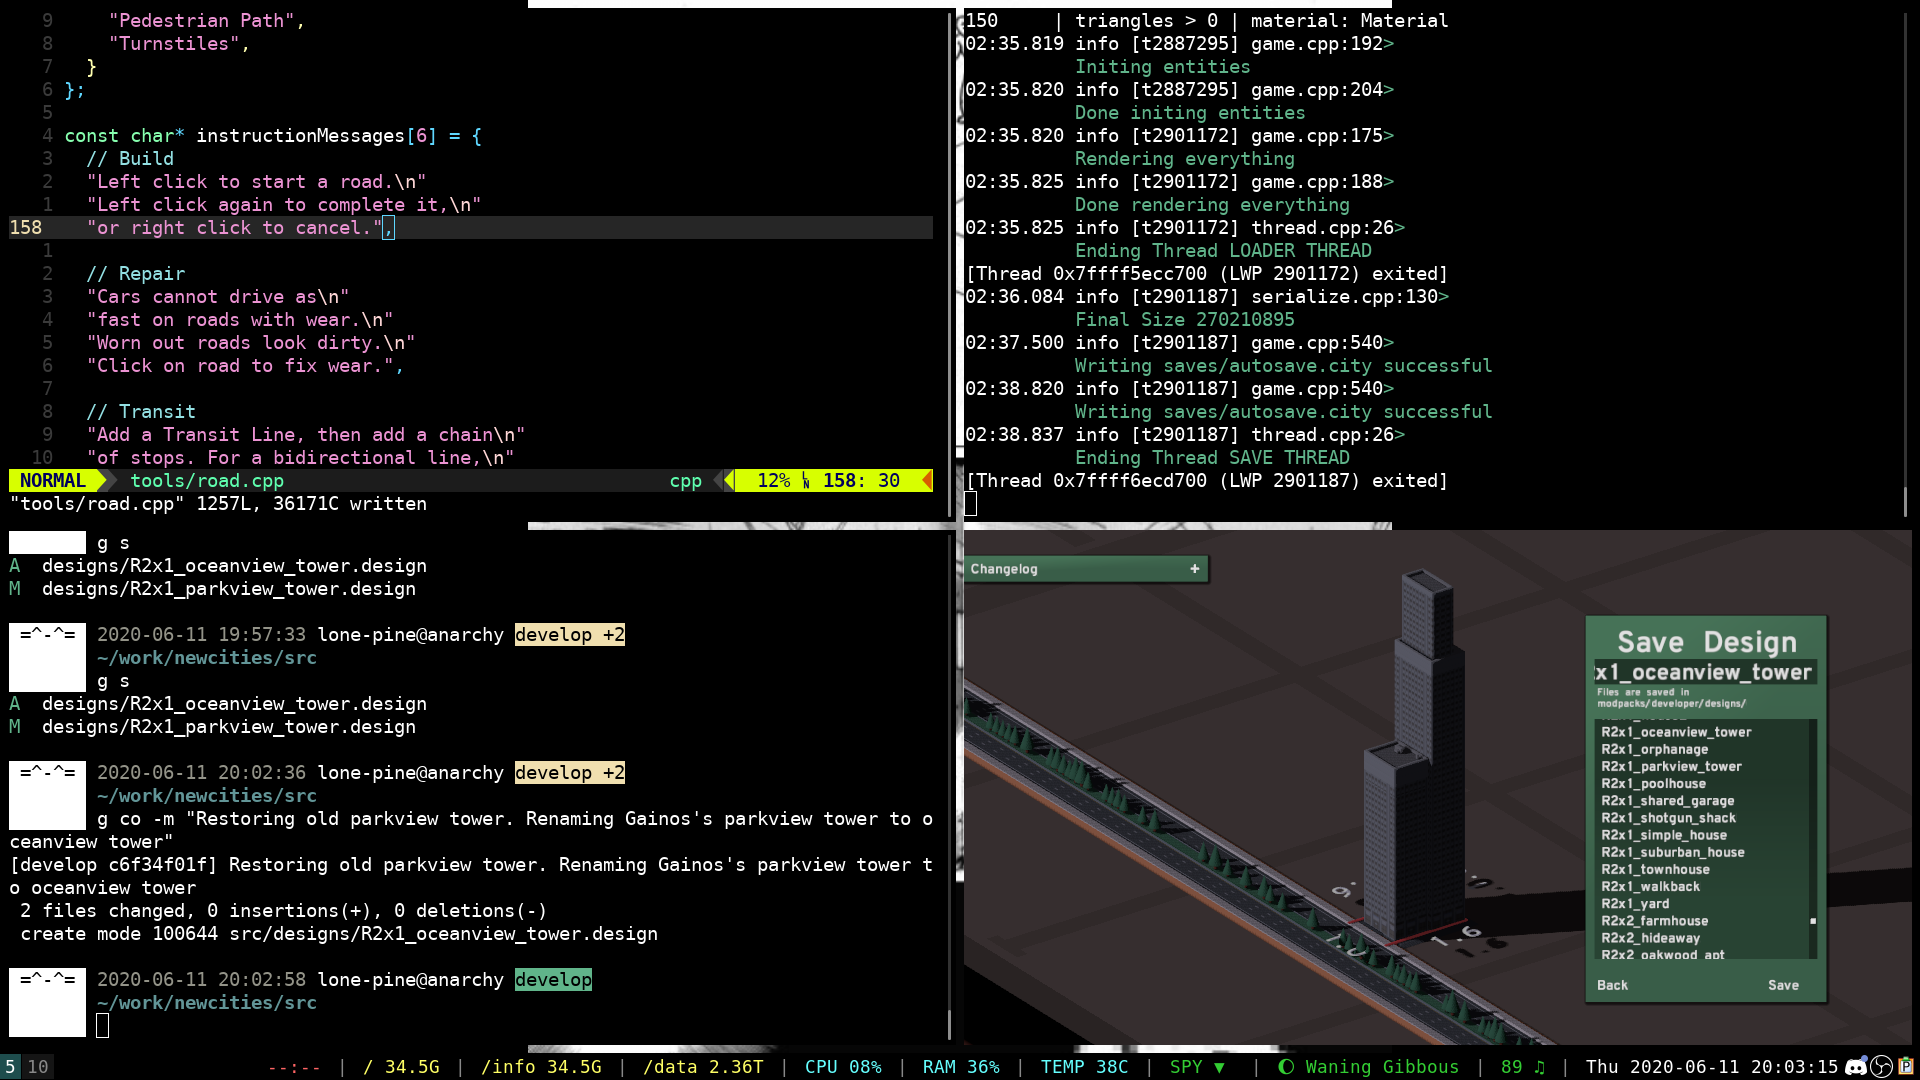 9 "Pedestrian Path",
8 "Turnstiles",
7 }
6 };
5
4 const char* instructionMessages[6] = {
3 // Build
2 "Left click to start a road.\n"
1 "Left click again to complete it,\n"
158 "or right click to cancel.",
1
2 // Repair
3 "Cars cannot drive as\n"
4 "fast on roads with wear.\n"
5 "Worn out roads look dirty.\n"
6 "Click on road to fix wear.",
7
8 // Transit
9 "Add a Transit Line, then add a chain\n"
10 "of stops. For a bidirectional line,\n"
NORMAL tools/road.cpp cpp 12% 158: 30
"tools/road.cpp" 1257L, 36171C written
150 | triangles > 0 | material: Material
02:35.819 info [t2887295] game.cpp:192>
Initing entities
02:35.820 info [t2887295] game.cpp:204>
Done initing entities
02:35.820 info [t2901172] game.cpp:175>
Rendering everything
02:35.825 info [t2901172] game.cpp:188>
Done rendering everything
02:35.825 info [t2901172] thread.cpp:26>
Ending Thread LOADER THREAD
[Thread 0x7ffff5ecc700 (LWP 2901172) exited]
02:36.084 info [t2901187] serialize.cpp:130>
Final Size 270210895
02:37.500 info [t2901187] game.cpp:540>
Writing saves/autosave.city successful
02:38.820 info [t2901187] game.cpp:540>
Writing saves/autosave.city successful
02:38.837 info [t2901187] thread.cpp:26>
Ending Thread SAVE THREAD
[Thread 0x7ffff6ecd700 (LWP 2901187) exited]
g s
A designs/R2x1_oceanview_tower.design
M designs/R2x1_parkview_tower.design
=^-^= 2020-06-11 19:57:33 lone-pine@anarchy develop +2
~/work/newcities/src
g s
A designs/R2x1_oceanview_tower.design
M designs/R2x1_parkview_tower.design
=^-^= 2020-06-11 20:02:36 lone-pine@anarchy develop +2
~/work/newcities/src
g co -m "Restoring old parkview tower. Renaming Gainos's parkview tower to o
ceanview tower"
[develop c6f34f01f] Restoring old parkview tower. Renaming Gainos's parkview tower t
o oceanview tower
2 files changed, 0 insertions(+), 0 deletions(-)
create mode 100644 src/designs/R2x1_oceanview_tower.design
=^-^= 2020-06-11 20:02:58 lone-pine@anarchy develop
~/work/newcities/src
Changelog +
Save Design
x1_oceanview_tower
Files are saved in
modpacks/developer/designs/
R2x1_oceanview_tower
R2x1_orphanage
R2x1_parkview_tower
R2x1_poolhouse
R2x1_shared_garage
R2x1_shotgun_shack
R2x1_simple_house
R2x1_suburban_house
R2x1_townhouse
R2x1_walkback
R2x1_yard
R2x2_farmhouse
R2x2_hideaway
R2x2_oakwood_apt
Back Save
1.0
1.6
5 10 --:-- | / 34.5G | /info 34.5G | /data 2.36T | CPU 08% | RAM 36% | TEMP 38C | SPY ▼ | Waning Gibbous | 89 ♫ | Thu 2020-06-11 20:03:15